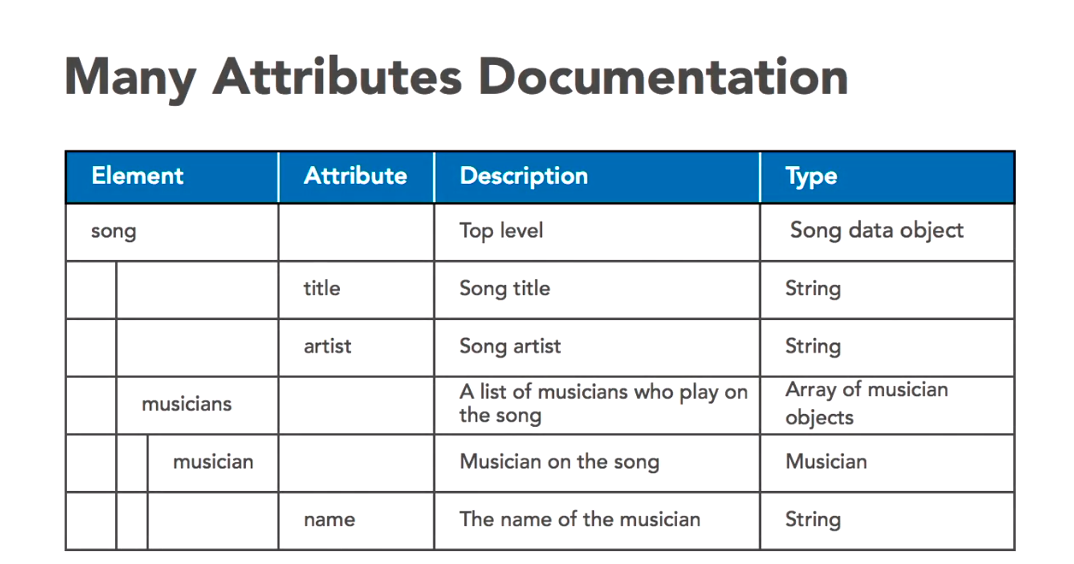 Many Attributes Documentation
Element Attribute Description Type
song Top level Song data object
title Song title String
artist Song artist String
musicians A list of musicians who play on the song Array of musician objects
musician Musician on the song Musician
name The name of the musician String